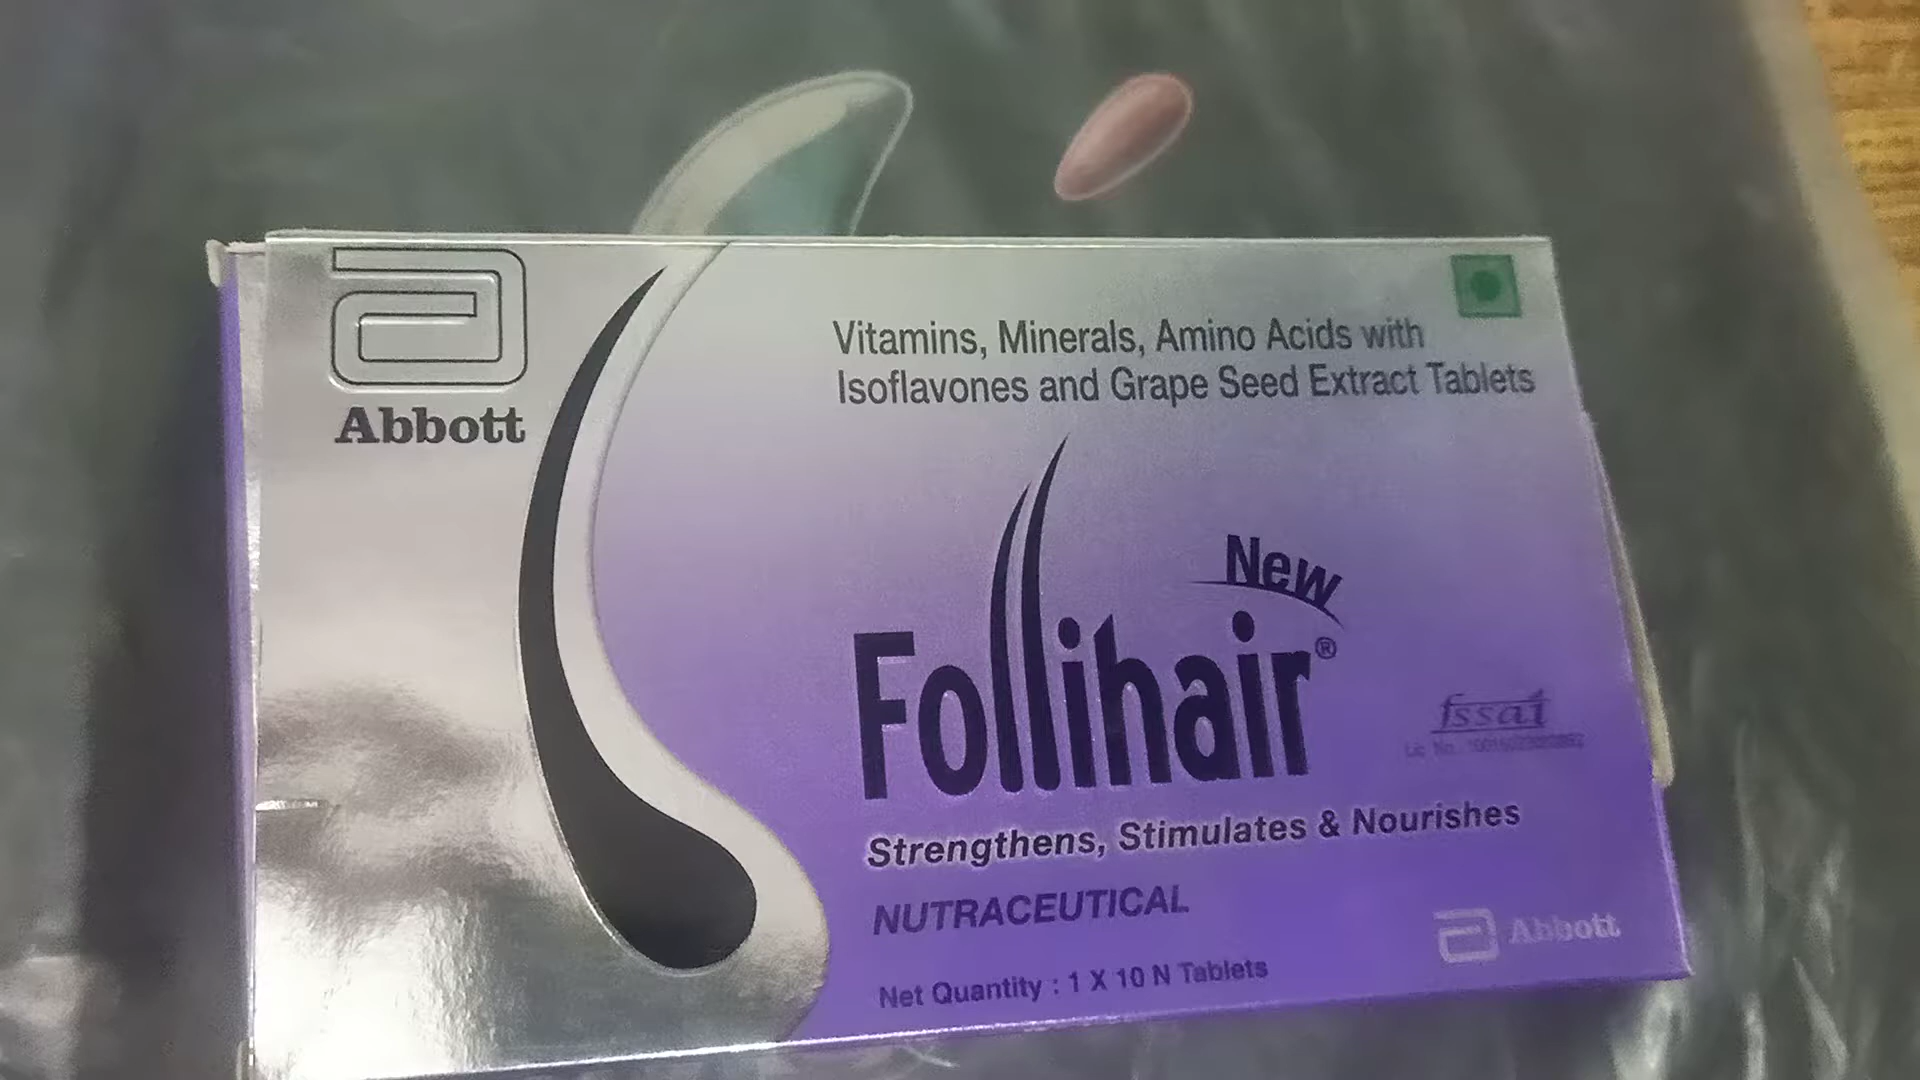 Abbott
Vitamins, Minerals, Amino Acids with
Isoflavones and Grape Seed Extract Tablets
New
Follihair®
fssai
Lic No.
Strengthens, Stimulates & Nourishes
NUTRACEUTICAL
Abbott
Net Quantity : 1 X 10 N Tablets